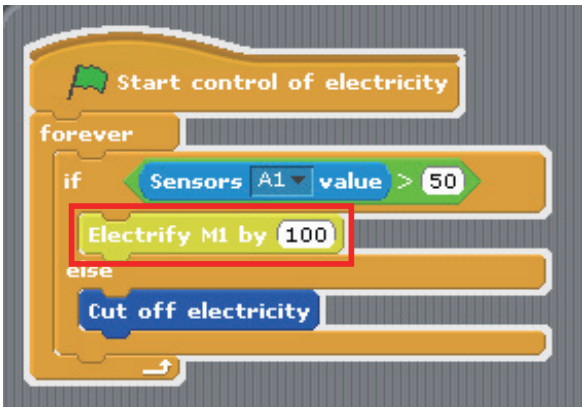 Start control of electricity
forever
if Sensors A1 value > 50
Electrify M1 by 100
else
Cut off electricity